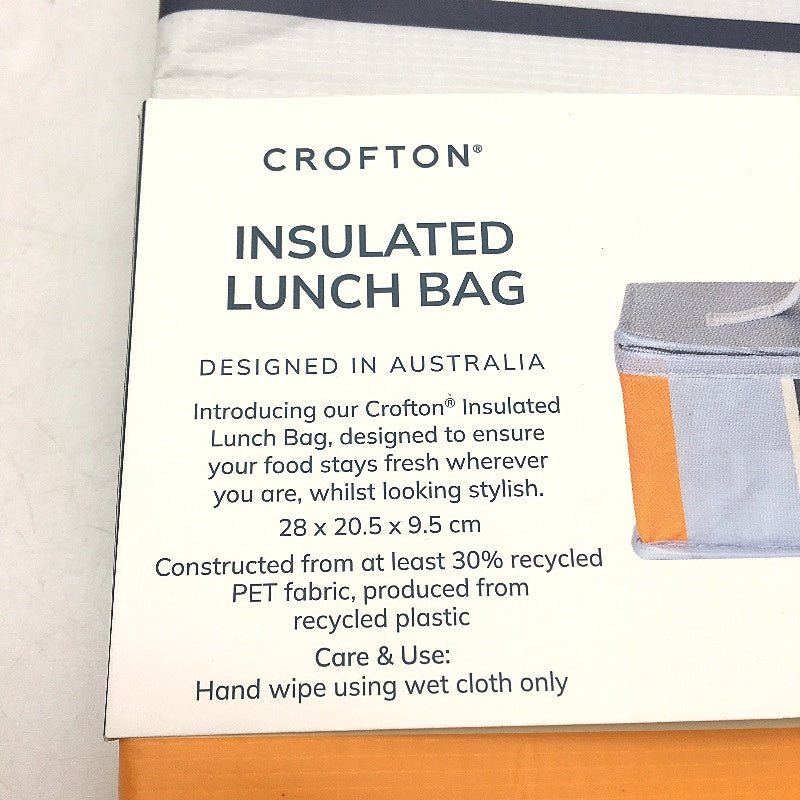 CROFTON®
INSULATED
LUNCH BAG
DESIGNED IN AUSTRALIA
Introducing our Crofton® Insulated
Lunch Bag, designed to ensure
your food stays fresh wherever
you are, whilst looking stylish.
28 x 20.5 x 9.5 cm
Constructed from at least 30% recycled
PET fabric, produced from
recycled plastic
Care & Use:
Hand wipe using wet cloth only